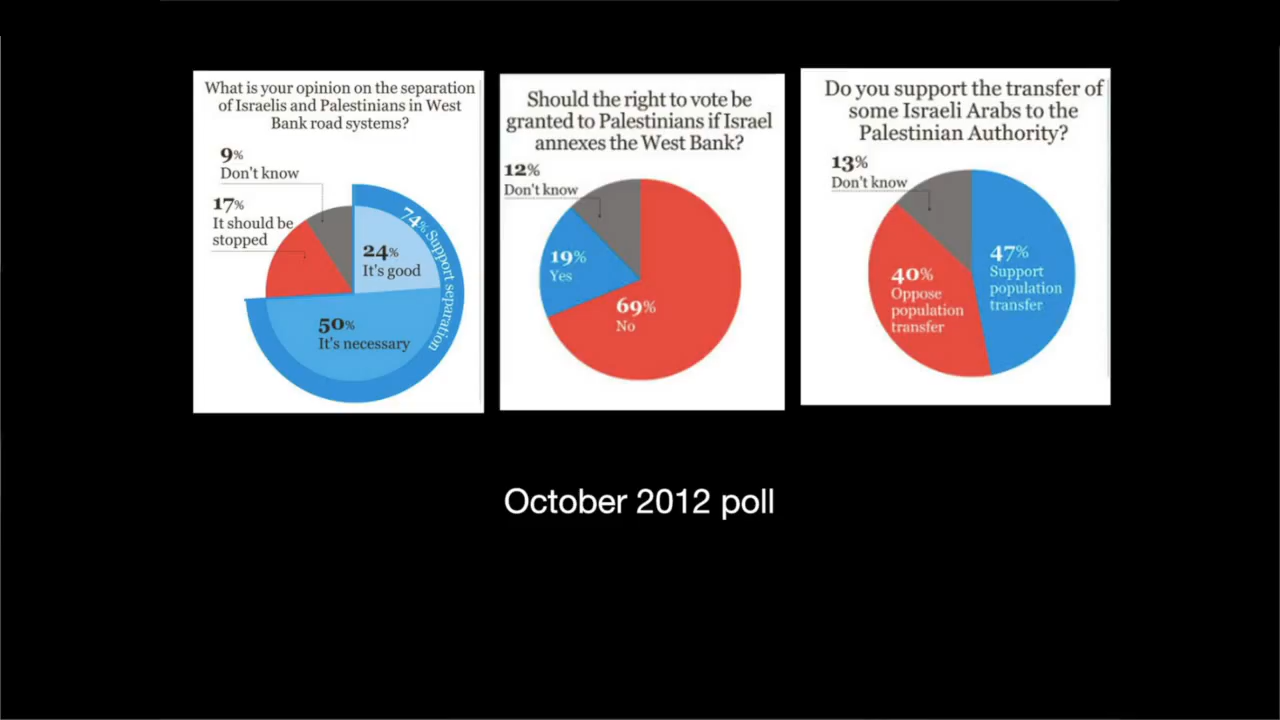 What is your opinion on the separation
of Israelis and Palestinians in West
Bank road systems?
9%
Don't know
17%
It should be
stopped
24%
It's good
74% Support separation
50%
It's necessary
Should the right to vote be
granted to Palestinians if Israel
annexes the West Bank?
12%
Don't know
19%
Yes
69%
No
Do you support the transfer of
some Israeli Arabs to the
Palestinian Authority?
13%
Don't know
47%
Support
population
transfer
40%
Oppose
population
transfer
October 2012 poll